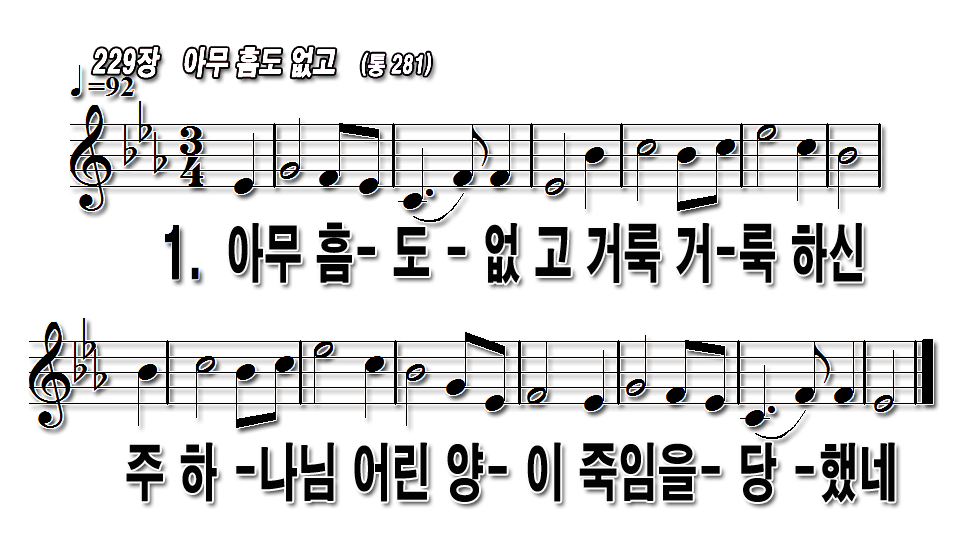 229장 아무 흠도 없고 (통 281)
♩=92
3
4
1. 아무 흠- 도 - 없 고 거룩 거-룩 하신
주 하 -나님 어린 양- 이 죽임을- 당 -했네